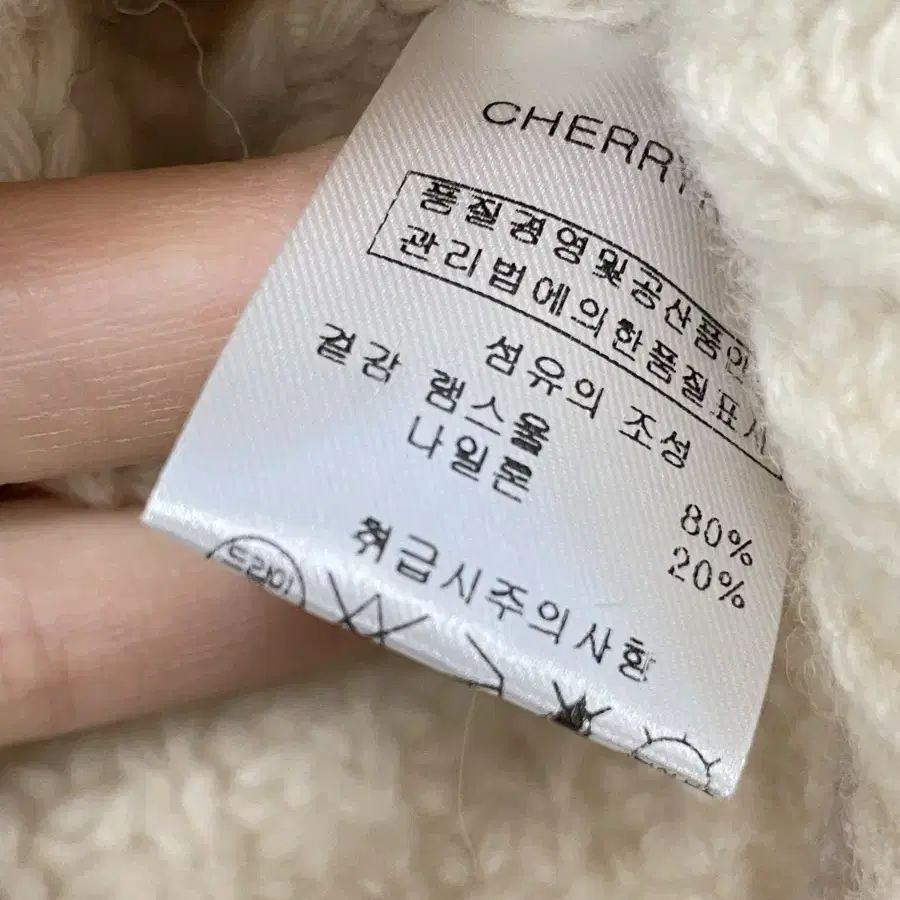 CHERRY
품질경영및공산품안
관리법에의한품질표시
섬유의 조성
겉감 램스울 80%
나일론 20%
취급시주의사항
드라이